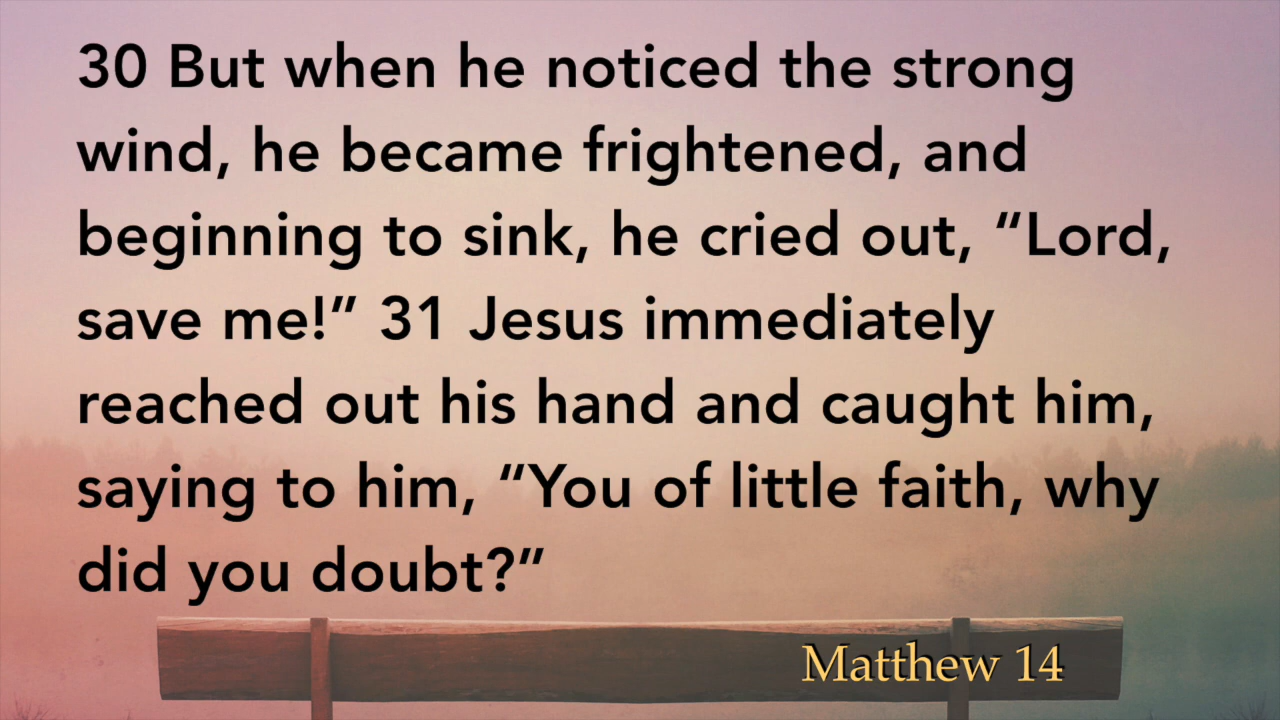 30 But when he noticed the strong
wind, he became frightened, and
beginning to sink, he cried out, “Lord,
save me!” 31 Jesus immediately
reached out his hand and caught him,
saying to him, “You of little faith, why
did you doubt?”
Matthew 14